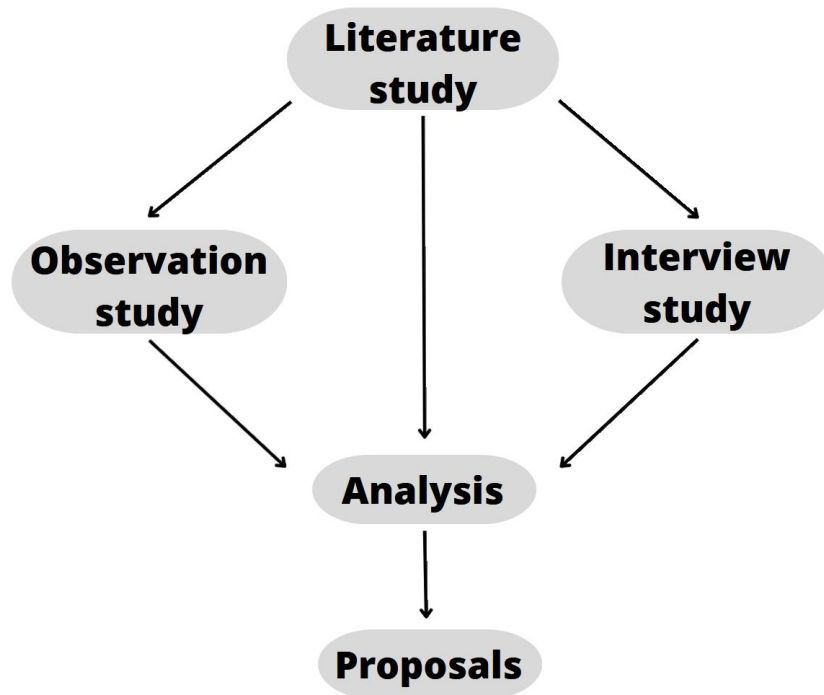 Literature
study
Observation
study
Interview
study
Analysis
Proposals